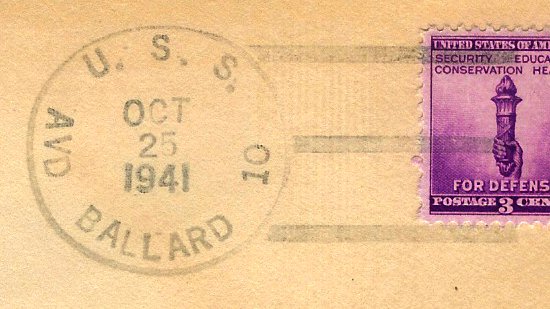 U. S. S.
OCT
25
1941
AVD BALLARD 10
UNITED STATES OF AM
SECURITY EDUCA
CONSERVATION HEA
FOR DEFENS
POSTAGE 3 CEN